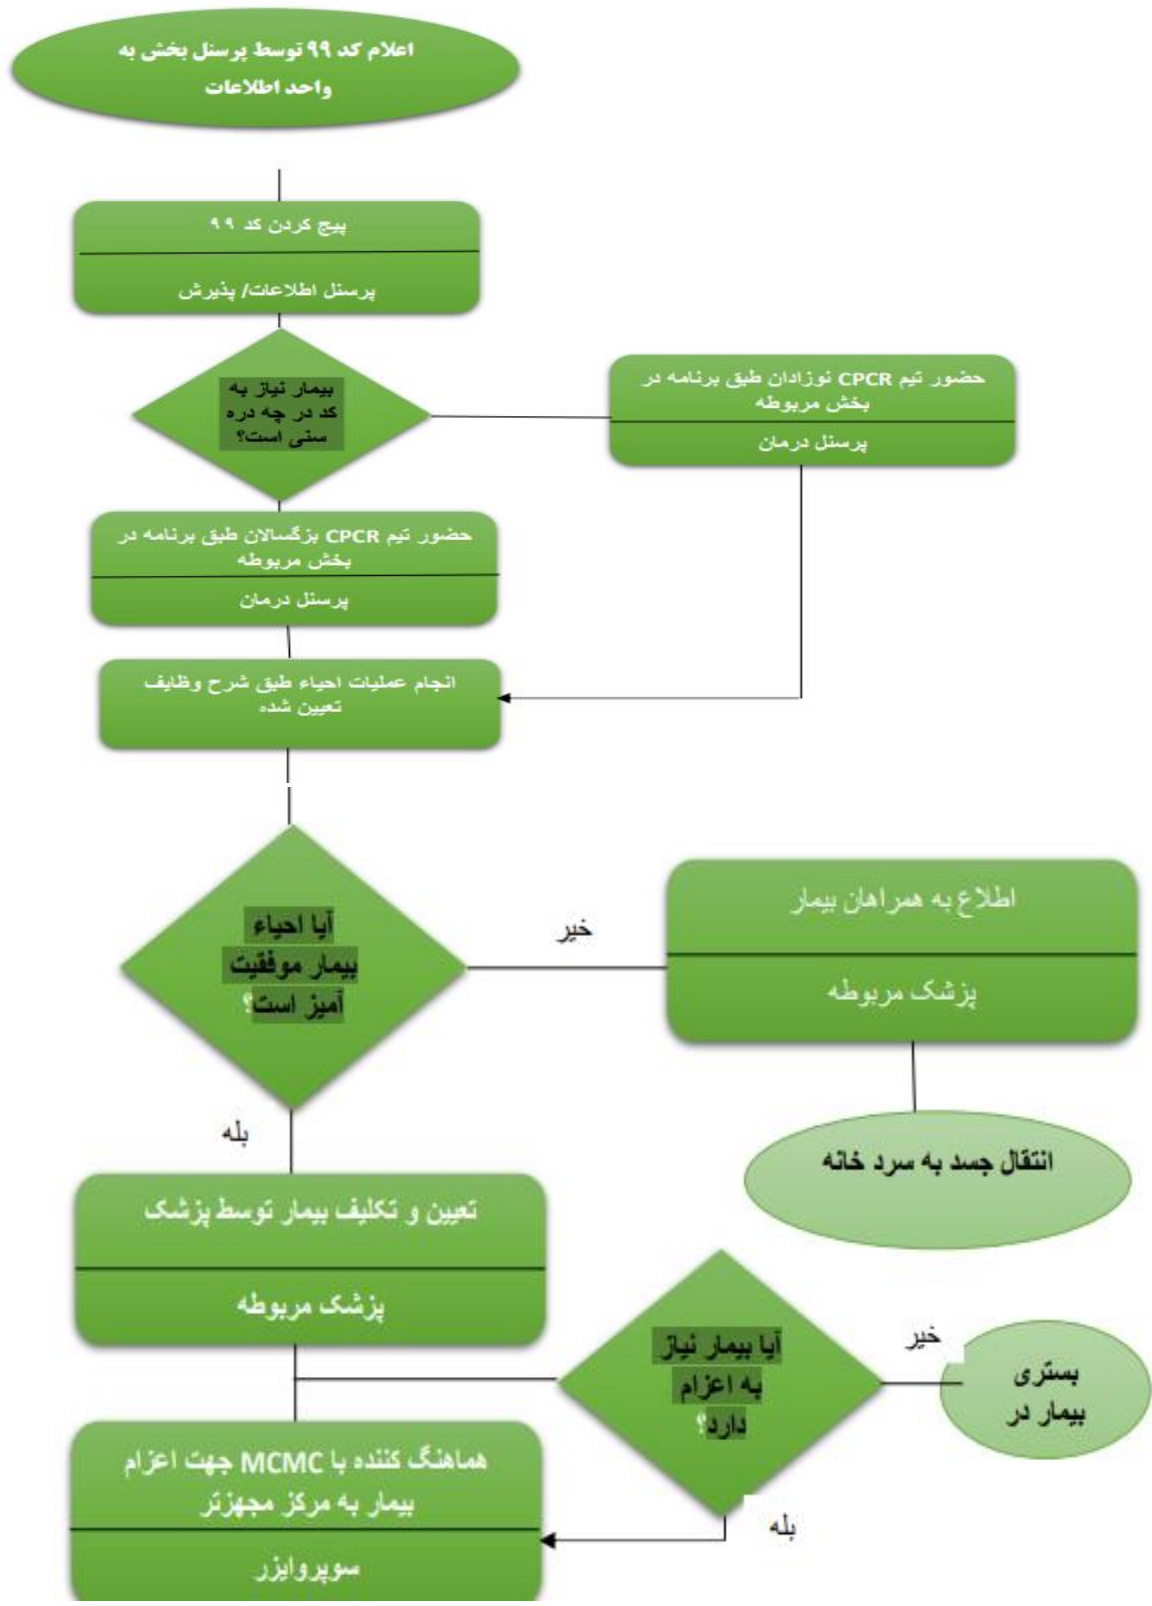 اعلام کد ۹۹ توسط پرسنل بخش به
واحد اطلاعات
پیج کردن کد ۹۹
پرسنل اطلاعات/ پذیرش
بیمار نیاز به
کد در چه دره
سنی است؟
حضور تیم CPCR نوزادان طبق برنامه در
بخش مربوطه
پرسنل درمان
حضور تیم CPCR بزگسالان طبق برنامه در
بخش مربوطه
پرسنل درمان
انجام عملیات احیاء طبق شرح وظایف
تعیین شده
آیا احیاء
بیمار موفقیت
آمیز است؟
خیر
اطلاع به همراهان بیمار
پزشک مربوطه
انتقال جسد به سرد خانه
بله
تعیین و تکلیف بیمار توسط پزشک
پزشک مربوطه
آیا بیمار نیاز
به اعزام
دارد؟
خیر
بستری
بیمار در
بله
هماهنگ کننده با MCMC جهت اعزام
بیمار به مرکز مجهزتر
سوپروایزر